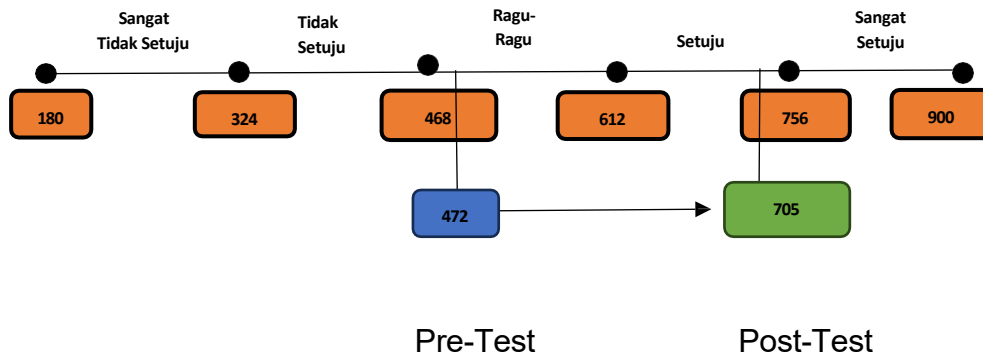 Sangat
Tidak Setuju
Tidak
Setuju
Ragu-
Ragu
Setuju
Sangat
Setuju
180
324
468
612
756
900
472
705
Pre-Test
Post-Test